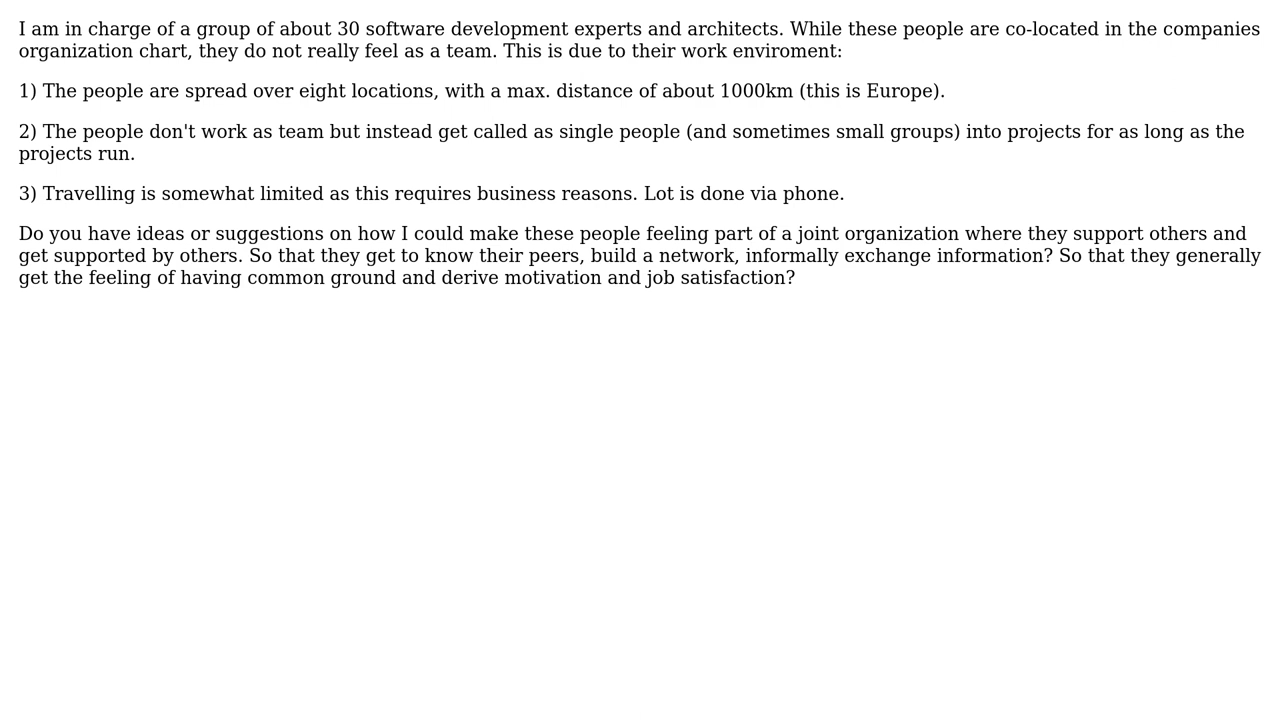 I am in charge of a group of about 30 software development experts and architects. While these people are co-located in the companies
organization chart, they do not really feel as a team. This is due to their work enviroment:
1) The people are spread over eight locations, with a max. distance of about 1000km (this is Europe).
2) The people don't work as team but instead get called as single people (and sometimes small groups) into projects for as long as the
projects run.
3) Travelling is somewhat limited as this requires business reasons. Lot is done via phone.
Do you have ideas or suggestions on how I could make these people feeling part of a joint organization where they support others and
get supported by others. So that they get to know their peers, build a network, informally exchange information? So that they generally
get the feeling of having common ground and derive motivation and job satisfaction?